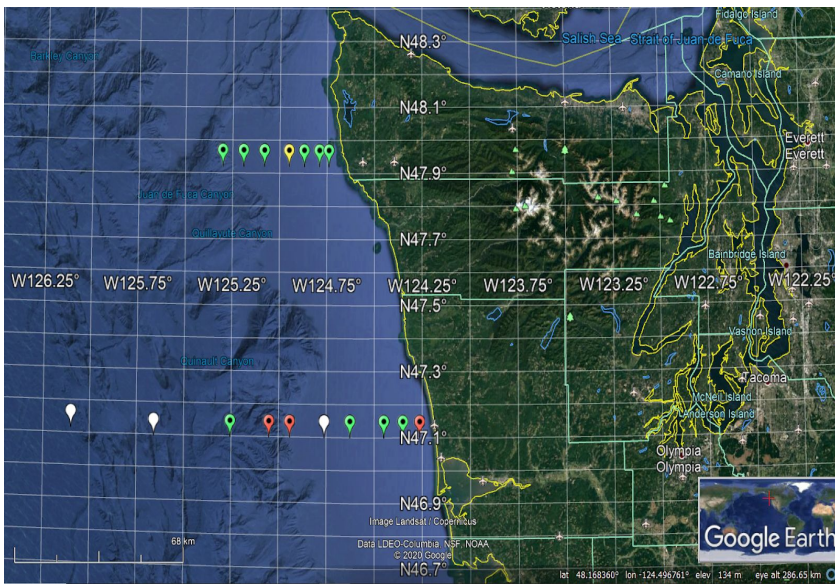 Fidalgo Island
N48.3°
Salish Sea Strait of Juan de Fuca
Barkley Canyon
Camano Island
N48.1°
Everett
Everett
N47.9°
Juan de Fuca Canyon
Quillayute Canyon
N47.7°
Bainbridge Island
W126.25° W125.75° W125.25° W124.75° W124.25° W123.75° W123.25° W122.75° W122.25°
N47.5°
Vashon Island
Quinault Canyon
N47.3°
Tacoma
McNeil Island
Anderson Island
N47.1°
Olympia
Olympia
N46.9°
Image Landsat / Copernicus
68 km
Data LDEO-Columbia, NSF, NOAA
© 2020 Google
Google Earth
N46.7°
lat 48.168360° lon -124.496761° elev 134 m eye alt 286.65 km